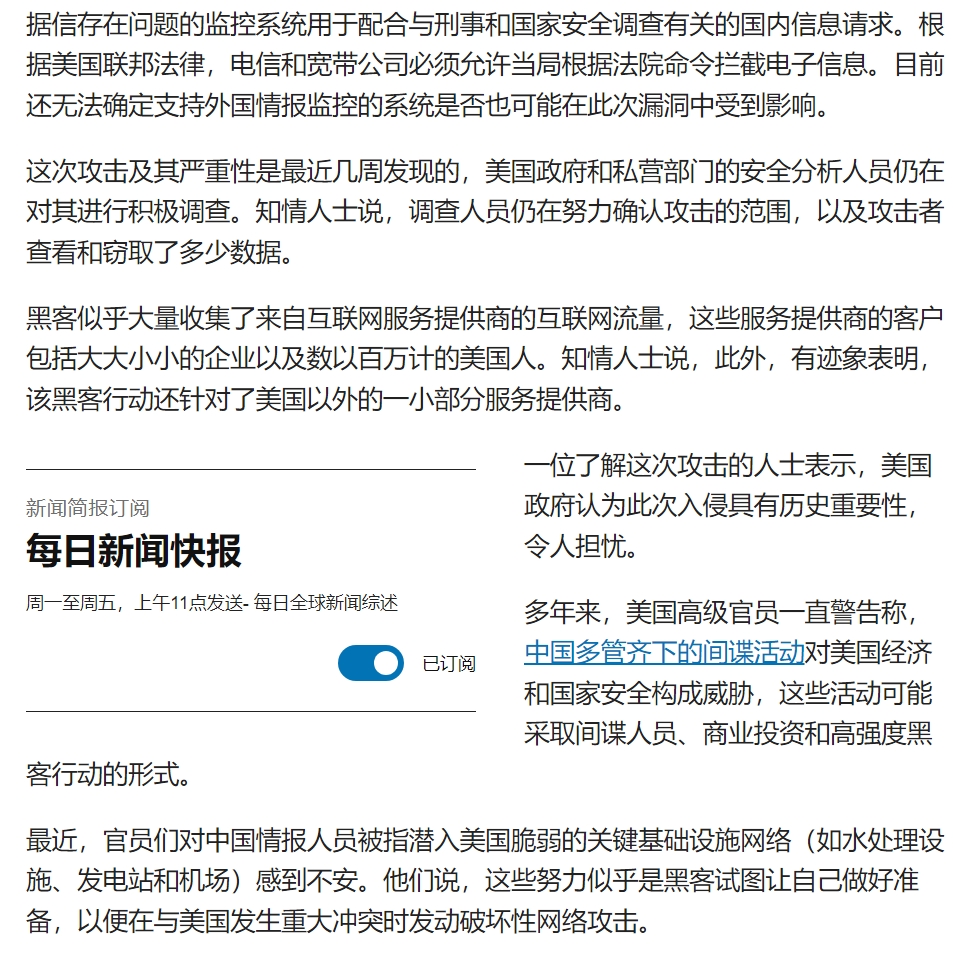 据信存在问题的监控系统用于配合与刑事和国家安全调查有关的国内信息请求。根
据美国联邦法律，电信和宽带公司必须允许当局根据法院命令拦截电子信息。目前
还无法确定支持外国情报监控的系统是否也可能在此次漏洞中受到影响。
这次攻击及其严重性是最近几周发现的，美国政府和私营部门的安全分析人员仍在
对其进行积极调查。知情人士说，调查人员仍在努力确认攻击的范围，以及攻击者
查看和窃取了多少数据。
黑客似乎大量收集了来自互联网服务提供商的互联网流量，这些服务提供商的客户
包括大大小小的企业以及数以百万计的美国人。知情人士说，此外，有迹象表明，
该黑客行动还针对了美国以外的一小部分服务提供商。
新闻简报订阅
每日新闻快报
周一至周五，上午11点发送- 每日全球新闻综述
已订阅
一位了解这次攻击的人士表示，美国
政府认为此次入侵具有历史重要性，
令人担忧。
多年来，美国高级官员一直警告称，
中国多管齐下的间谍活动对美国经济
和国家安全构成威胁，这些活动可能
采取间谍人员、商业投资和高强度黑
客行动的形式。
最近，官员们对中国情报人员被指潜入美国脆弱的关键基础设施网络（如水处理设
施、发电站和机场）感到不安。他们说，这些努力似乎是黑客试图让自己做好准
备，以便在与美国发生重大冲突时发动破坏性网络攻击。